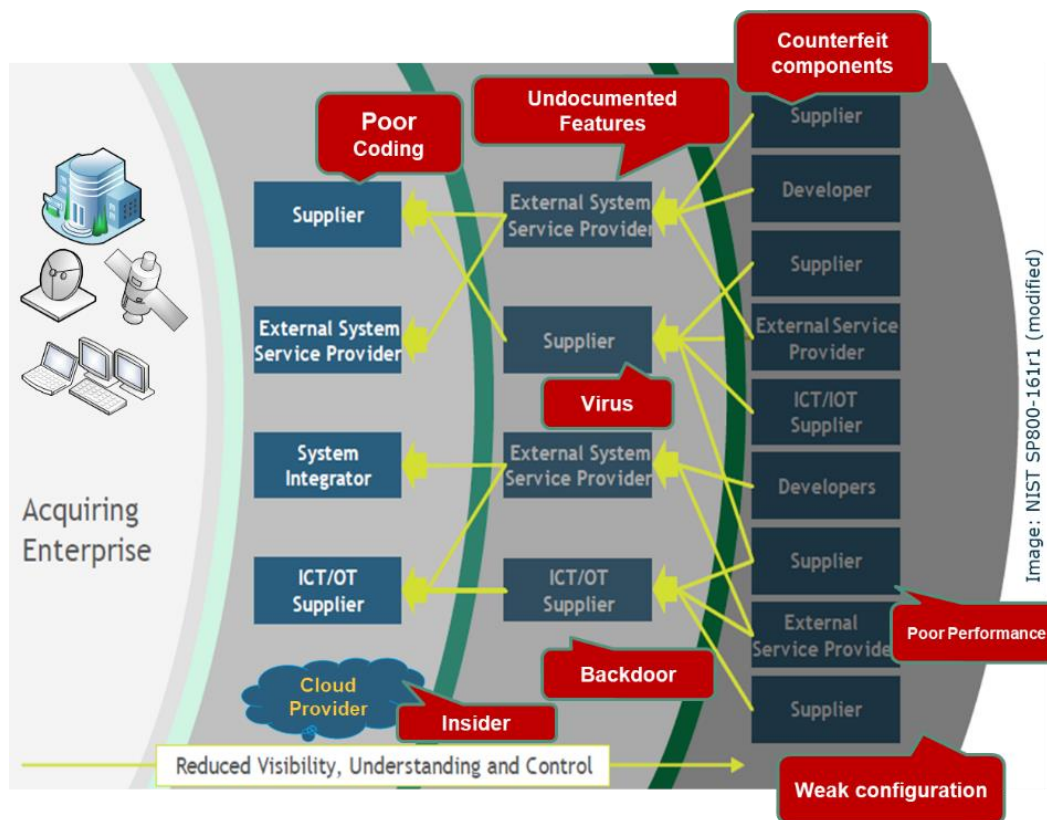 Counterfeit
components
Undocumented
Features
Poor
Coding
Supplier
External System
Service Provider
System
Integrator
ICT/OT
Supplier
Cloud
Provider
Insider
External System
Service Provider
Supplier
Virus
External System
Service Provider
ICT/OT
Supplier
Backdoor
Supplier
Developer
Supplier
External Service
Provider
ICT/IOT
Supplier
Developers
Supplier
External
Service Provide
Supplier
Poor Performance
Weak configuration
Acquiring
Enterprise
Reduced Visibility, Understanding and Control
Image: NIST SP800-161r1 (modified)